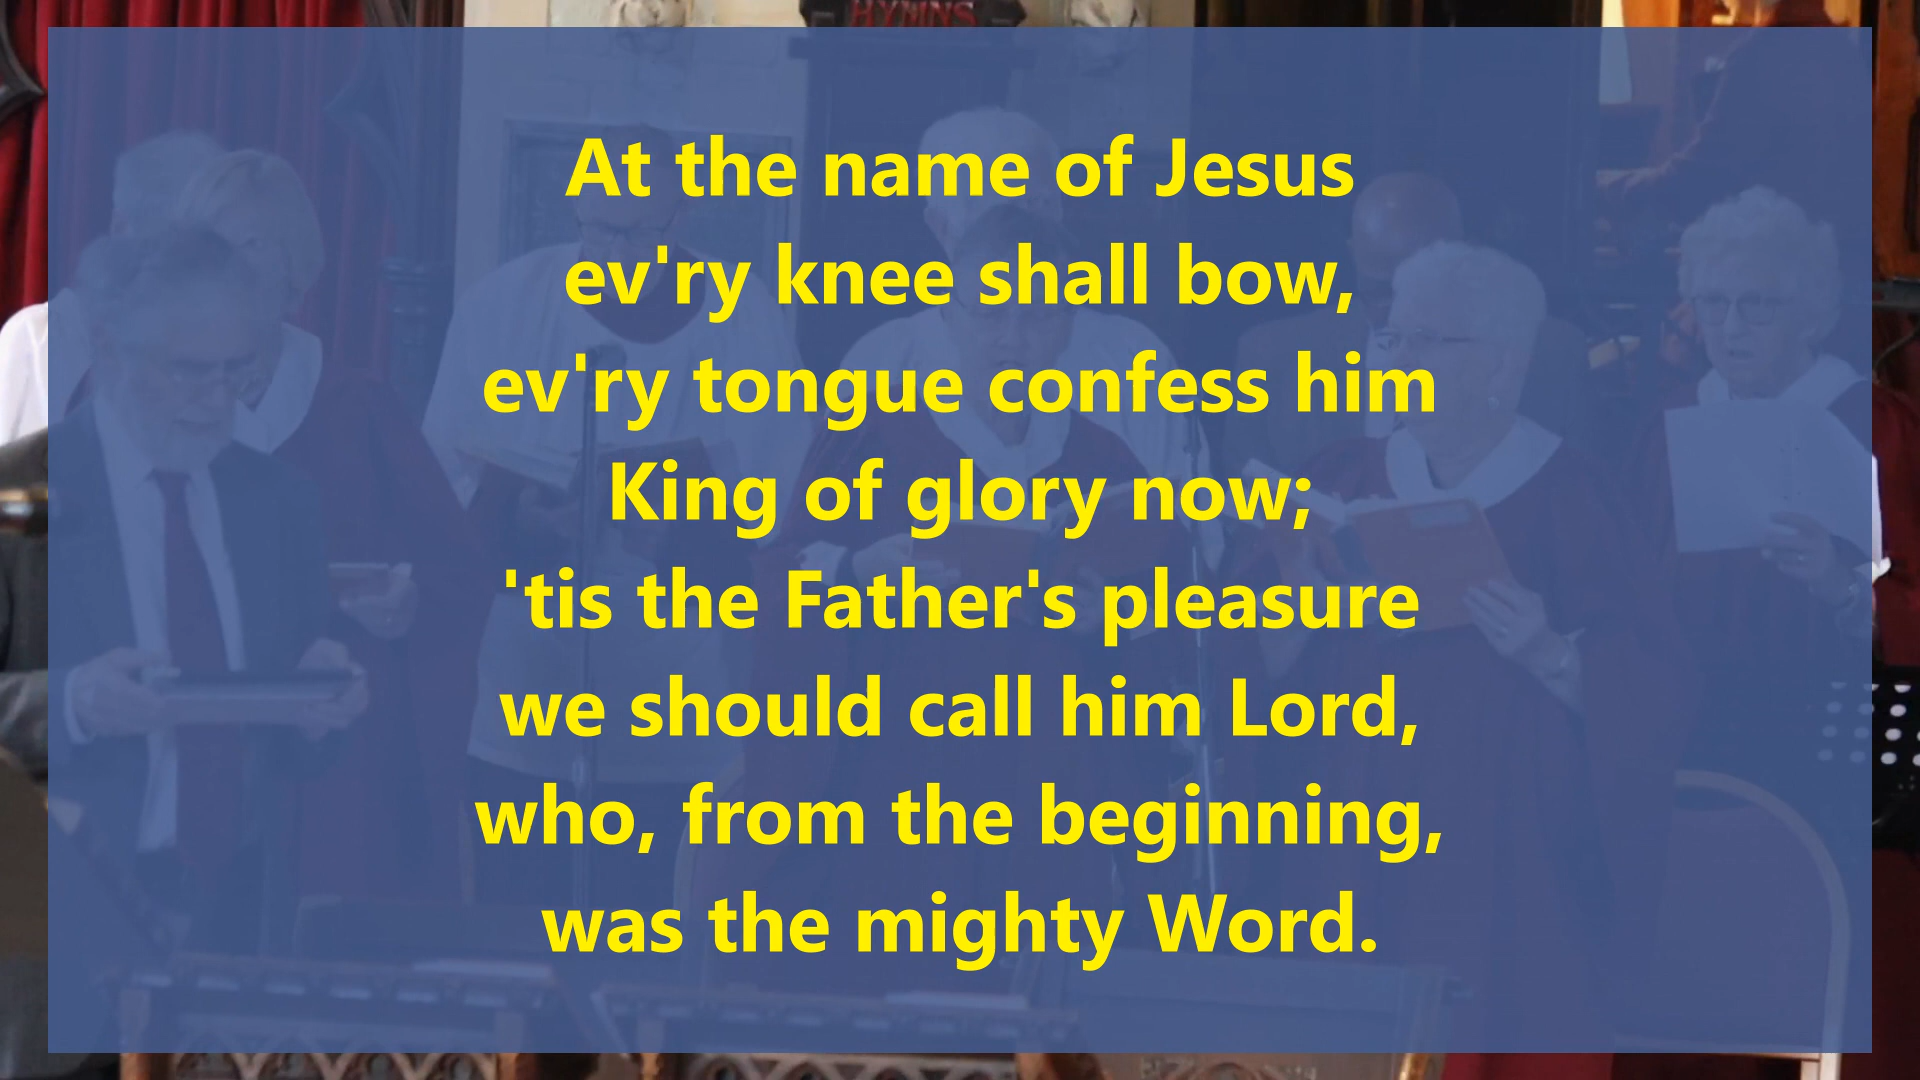 HYMNS
At the name of Jesus
ev'ry knee shall bow,
ev'ry tongue confess him
King of glory now;
'tis the Father's pleasure
we should call him Lord,
who, from the beginning,
was the mighty Word.